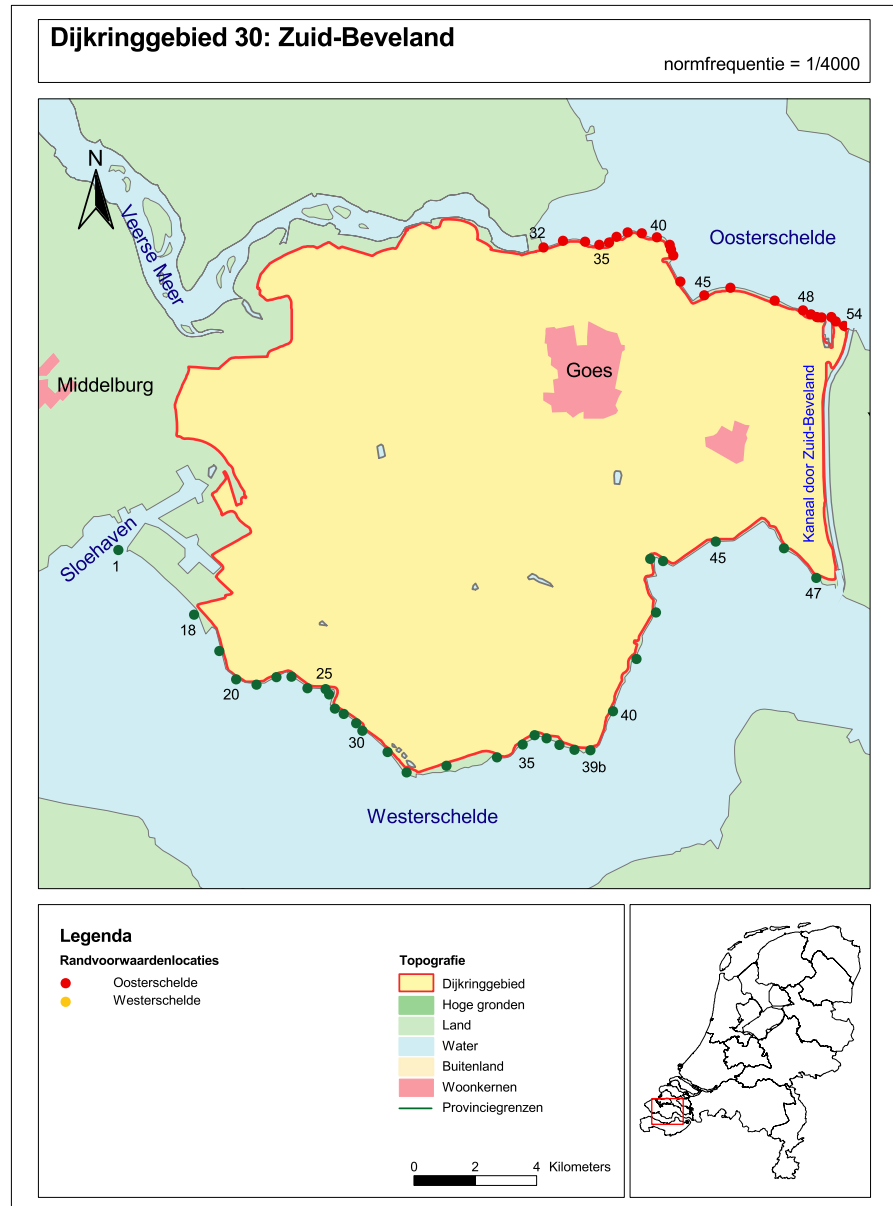 Dijkringgebied 30: Zuid-Beveland
normfrequentie = 1/4000
N
Veerse Meer
32
35
40
Oosterschelde
45
48
54
Goes
Middelburg
Kanaal door Zuid-Beveland
Sloehaven
1
18
20
25
30
35
39b
40
45
47
Westerschelde
Legenda
Randvoorwaardenlocaties
Oosterschelde
Westerschelde
Topografie
Dijkringgebied
Hoge gronden
Land
Water
Buitenland
Woonkernen
Provinciegrenzen
0 2 4 Kilometers